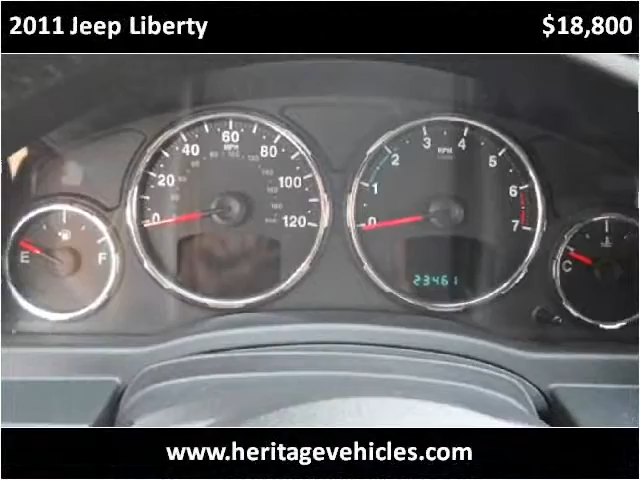 2011 Jeep Liberty $18,800
0 20 40 60 80 100 120
MPH
0 1 2 3 4 5 6 7
RPM
E F
C
23461
www.heritagevehicles.com